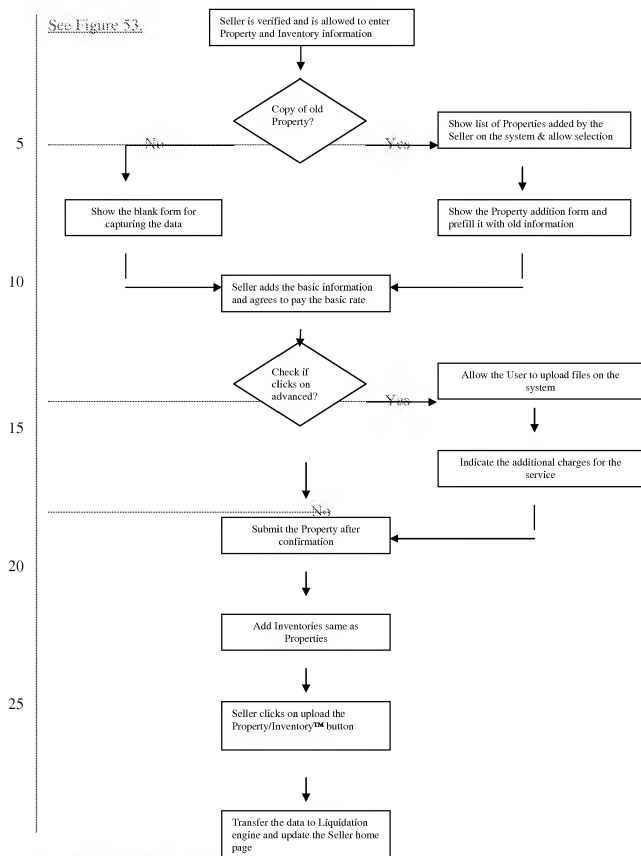 See Figure 53.
Seller is verified and is allowed to enter
Property and Inventory information
Copy of old
Property?
5
No
Yes
Show list of Properties added by the
Seller on the system & allow selection
Show the blank form for
capturing the data
Show the Property addition form and
prefill it with old information
10
Seller adds the basic information
and agrees to pay the basic rate
Check if
clicks on
advanced?
Yes
Allow the User to upload files on the
system
15
Indicate the additional charges for the
service
No
Submit the Property after
confirmation
20
Add Inventories same as
Properties
25
Seller clicks on upload the
Property/Inventory™ button
Transfer the data to Liquidation
engine and update the Seller home
page